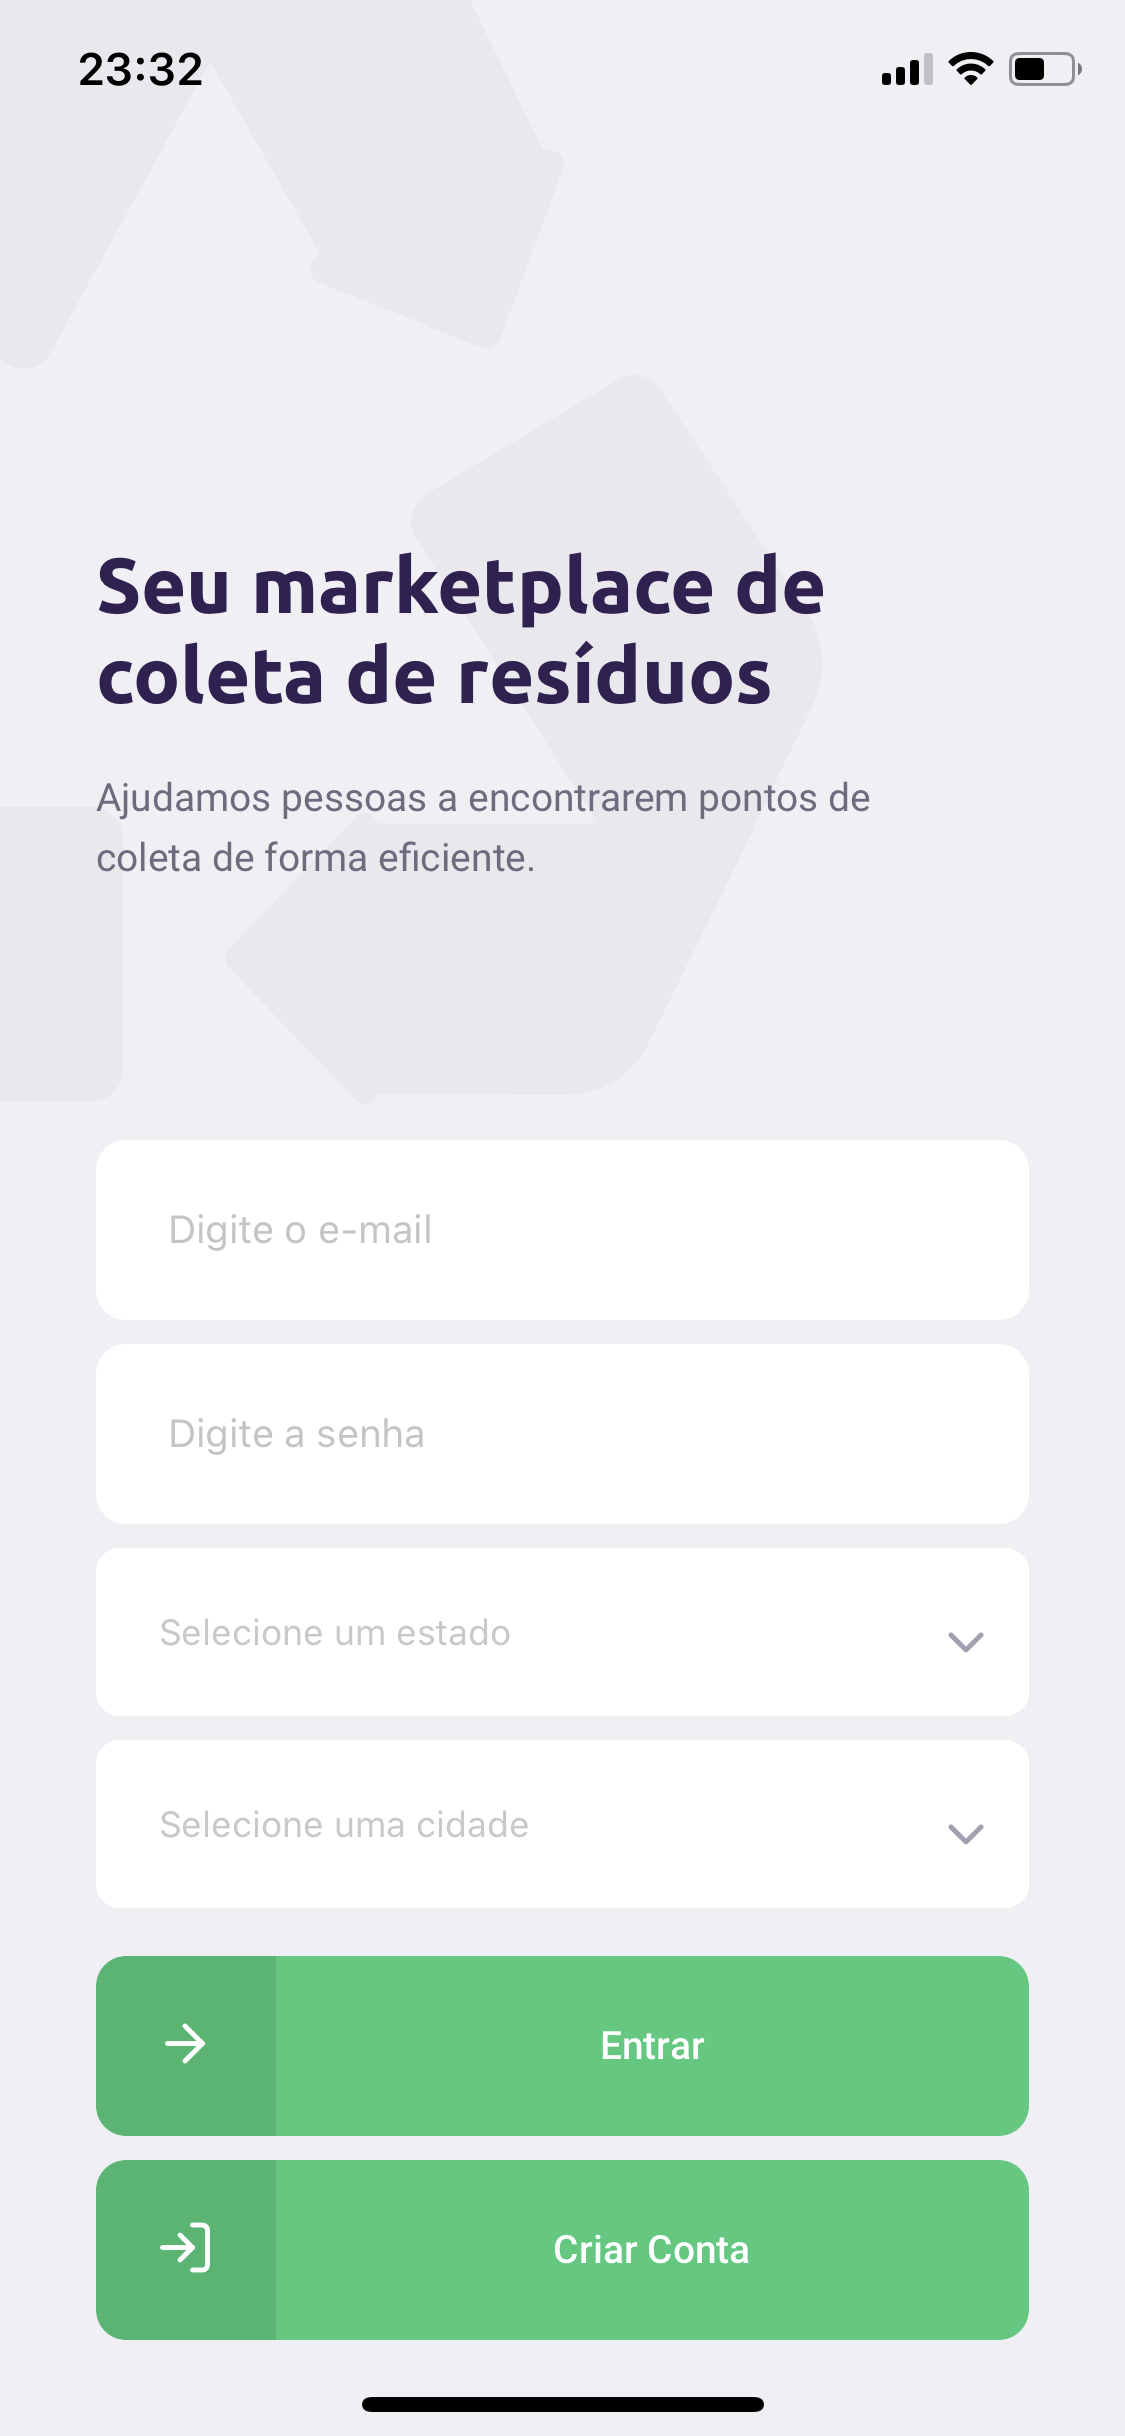 23:32
Seu marketplace de
coleta de resíduos
Ajudamos pessoas a encontrarem pontos de
coleta de forma eficiente.
Digite o e-mail
Digite a senha
Selecione um estado
Selecione uma cidade
Entrar
Criar Conta